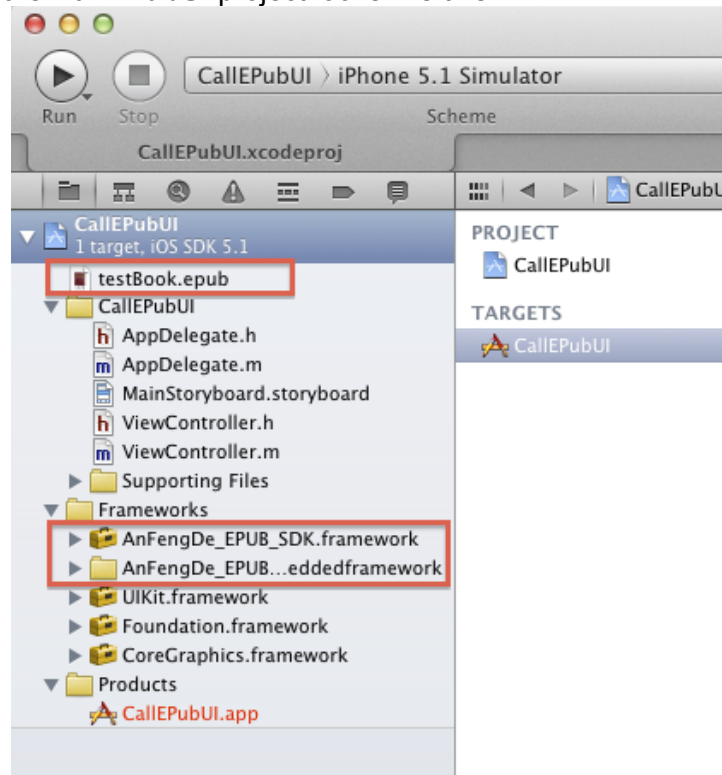 CallEPubUI › iPhone 5.1 Simulator
Run Stop Scheme
CallEPubUI.xcodeproj
CallEPubU
CallEPubUI
1 target, iOS SDK 5.1
testBook.epub
CallEPubUI
h AppDelegate.h
m AppDelegate.m
MainStoryboard.storyboard
h ViewController.h
m ViewController.m
Supporting Files
Frameworks
AnFengDe_EPUB_SDK.framework
AnFengDe_EPUB...eddedframework
UIKit.framework
Foundation.framework
CoreGraphics.framework
Products
CallEPubUI.app
PROJECT
CallEPubUI
TARGETS
CallEPubUI